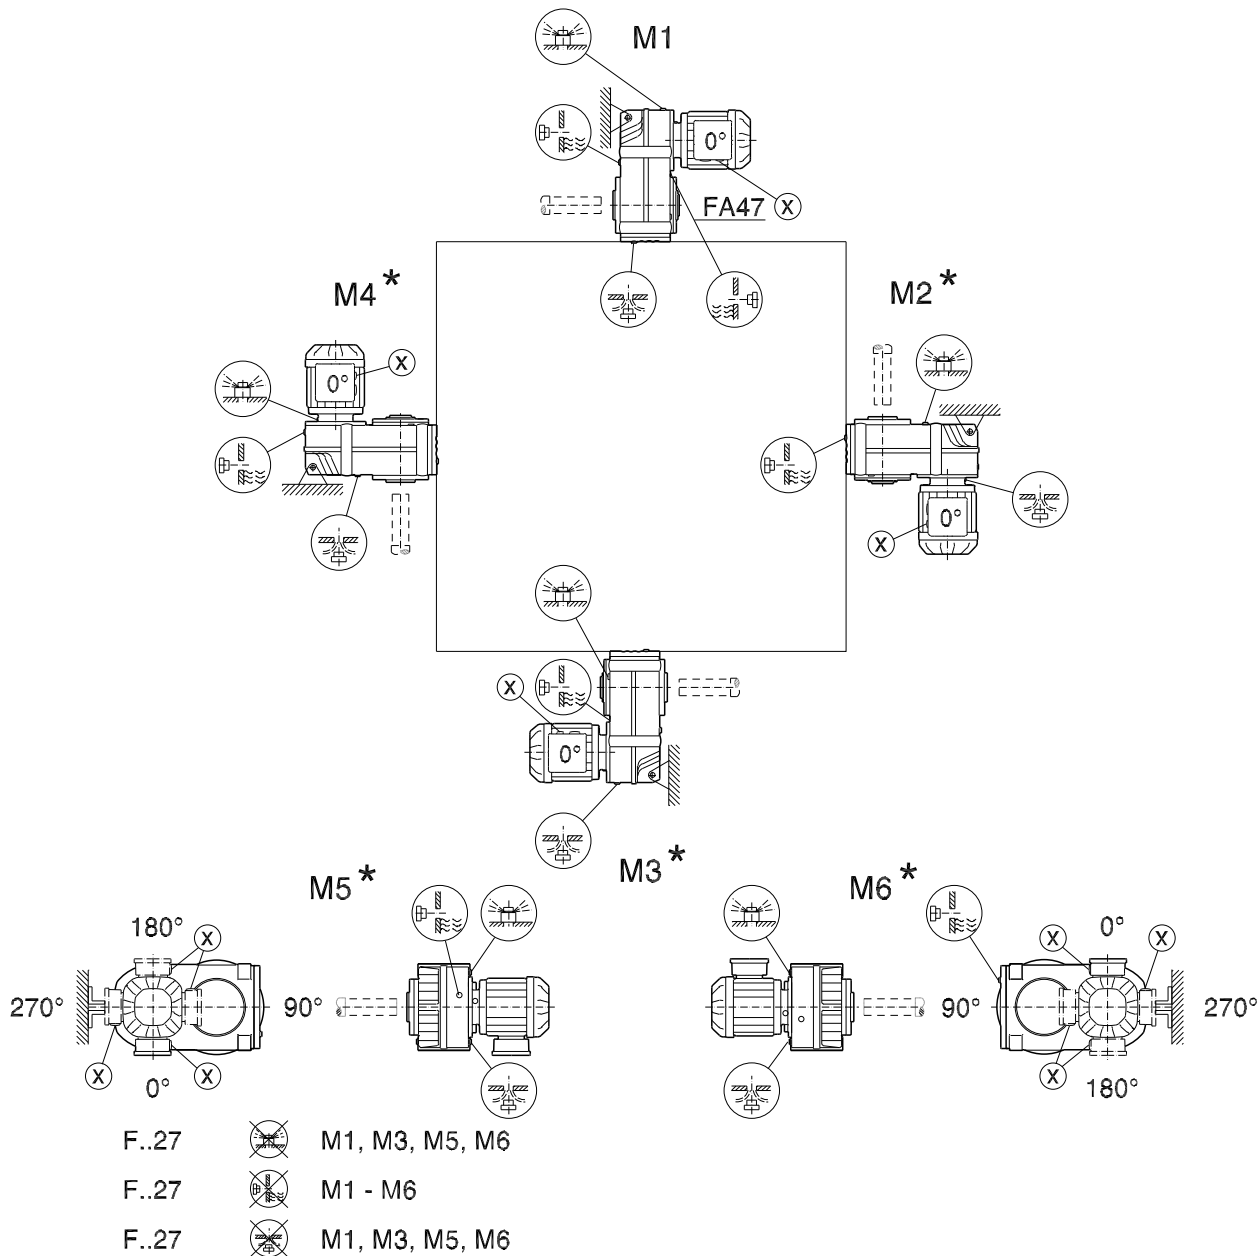 M1
0°
FA47 X
M4*
M2*
X
0°
0°
X
X
0°
M3*
M5*
M6*
180° X
0° X
X
270°
90°
90°
270°
X
X
X
0°
180°
F..27 M1, M3, M5, M6
F..27 M1 - M6
F..27 M1, M3, M5, M6